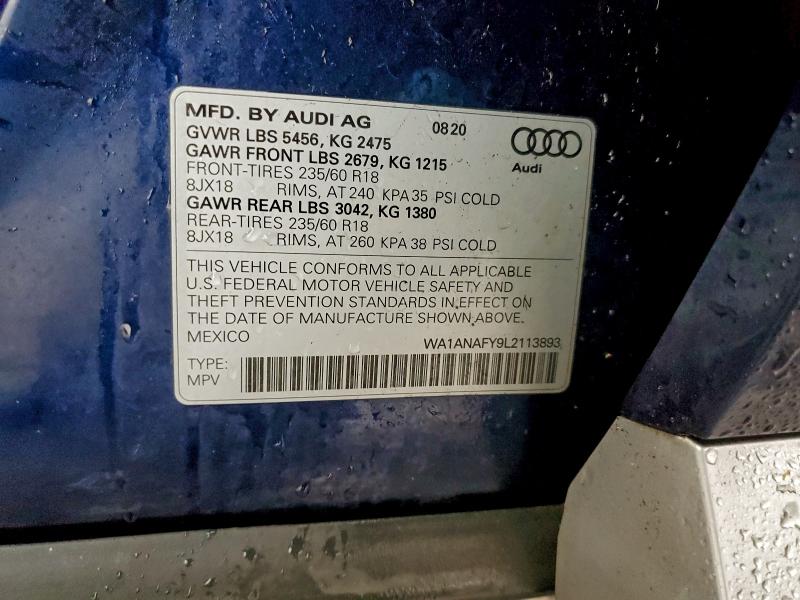 MFD. BY AUDI AG 0820
GVWR LBS 5456, KG 2475
GAWR FRONT LBS 2679, KG 1215
Audi
FRONT-TIRES 235/60 R18
8JX18 RIMS, AT 240 KPA 35 PSI COLD
GAWR REAR LBS 3042, KG 1380
REAR-TIRES 235/60 R18
8JX18 RIMS, AT 260 KPA 38 PSI COLD
THIS VEHICLE CONFORMS TO ALL APPLICABLE
U.S. FEDERAL MOTOR VEHICLE SAFETY AND
THEFT PREVENTION STANDARDS IN EFFECT ON
THE DATE OF MANUFACTURE SHOWN ABOVE.
MEXICO WA1ANAFY9L2113893
TYPE:
MPV